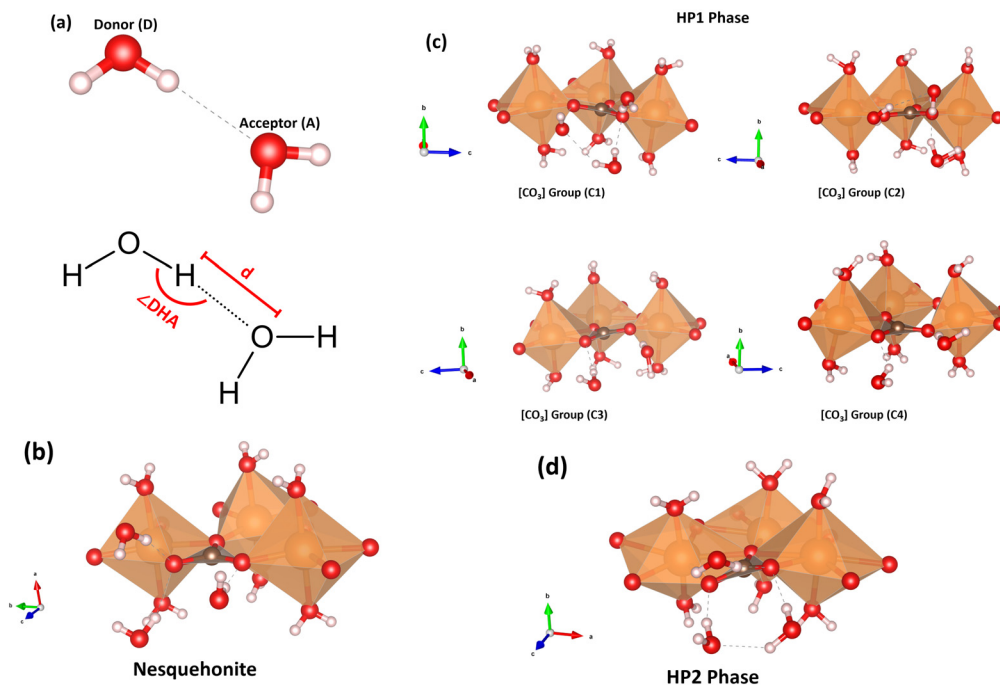 (a)
Donor (D)
Acceptor (A)
H
O
H
d
∠DHA
O
H
H
(b)
a
b
c
Nesquehonite
HP1 Phase
(c)
b
c
[CO₃] Group (C1)
b
c
a
[CO₃] Group (C2)
b
c
a
[CO₃] Group (C3)
b
a
c
[CO₃] Group (C4)
(d)
b
a
c
HP2 Phase